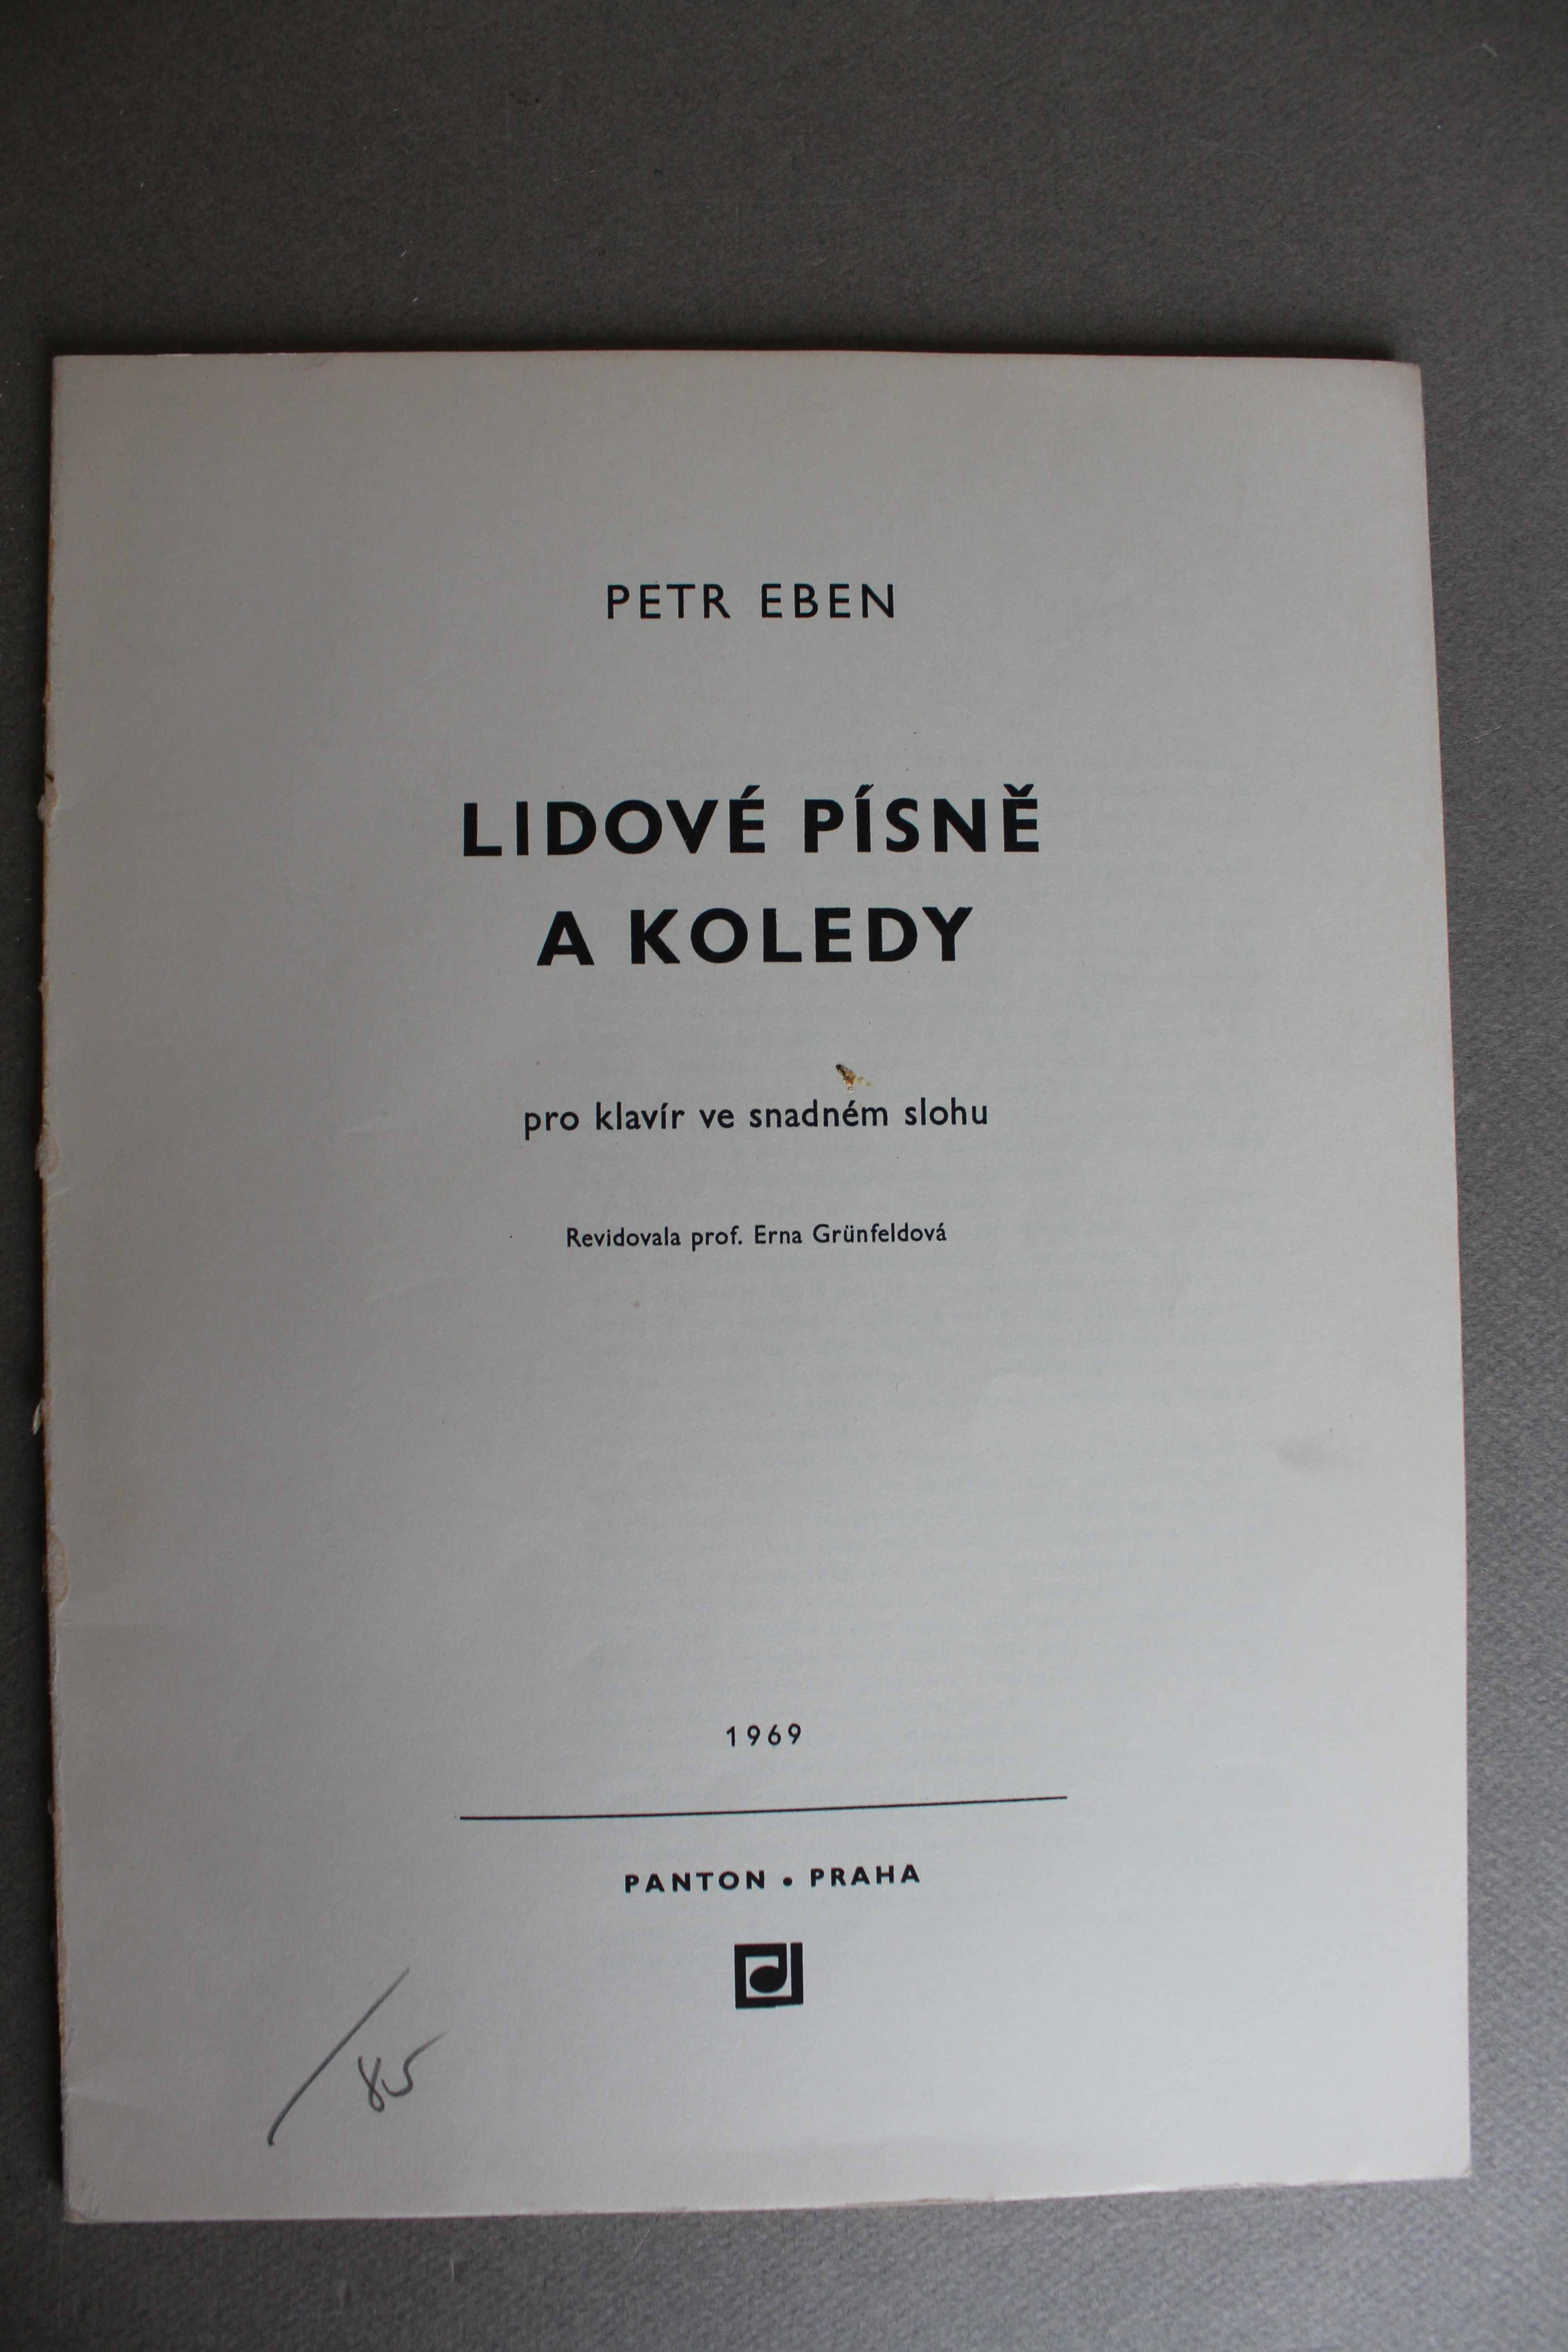 PETR EBEN
LIDOVÉ PÍSNĚ
A KOLEDY
pro klavír ve snadném slohu
Revidovala prof. Erna Grünfeldová
1969
PANTON • PRAHA
/85